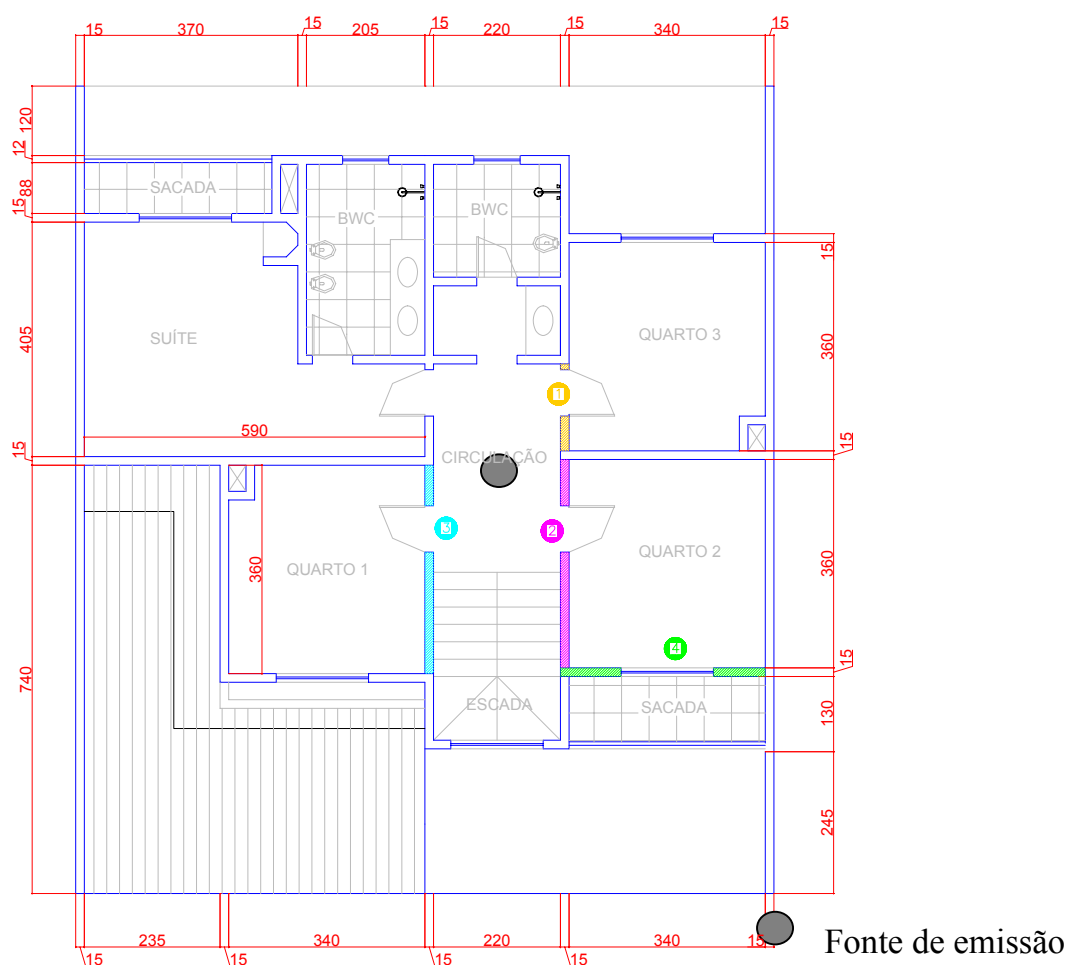 15 370 15 205 15 220 15 340 15
120
12
88
15
405
15
740
SACADA
BWC
BWC
SUÍTE
QUARTO 3
15
360
15
1
590
CIRCULAÇÃO
3
2
QUARTO 2
360
QUARTO 1
360
4
15
ESCADA
SACADA
130
245
235 340 220 340 15
15 15 15 15
Fonte de emissão